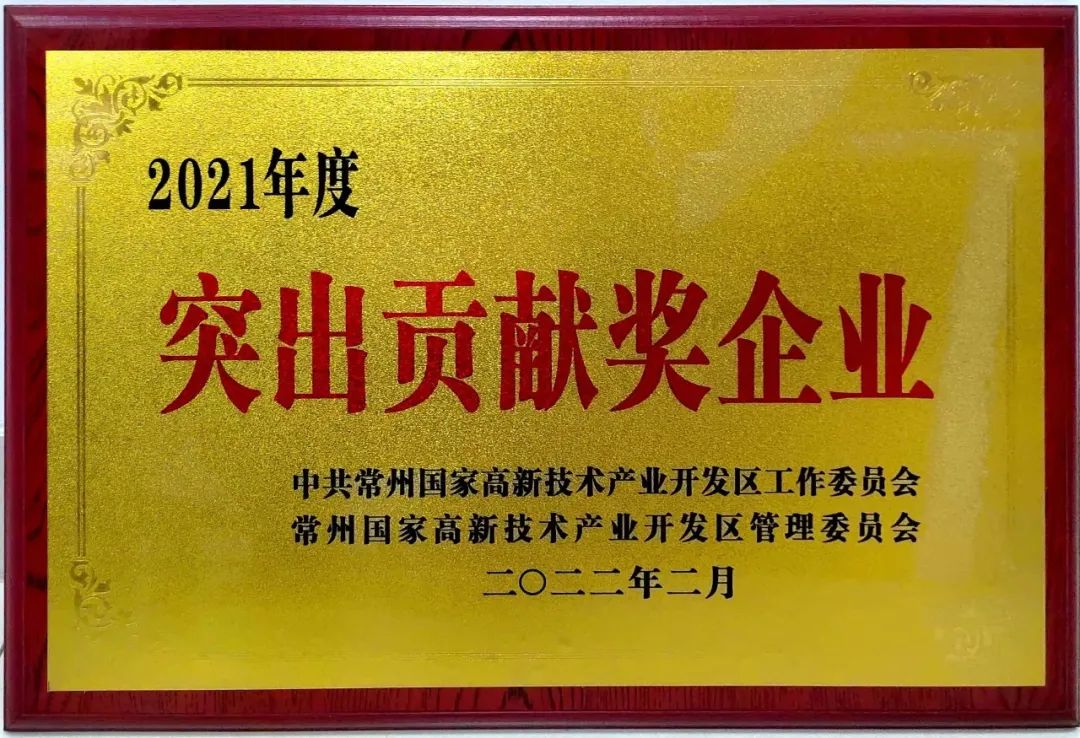 2021年度
突出贡献奖企业
中共常州国家高新技术产业开发区工作委员会
常州国家高新技术产业开发区管理委员会
二〇二二年二月